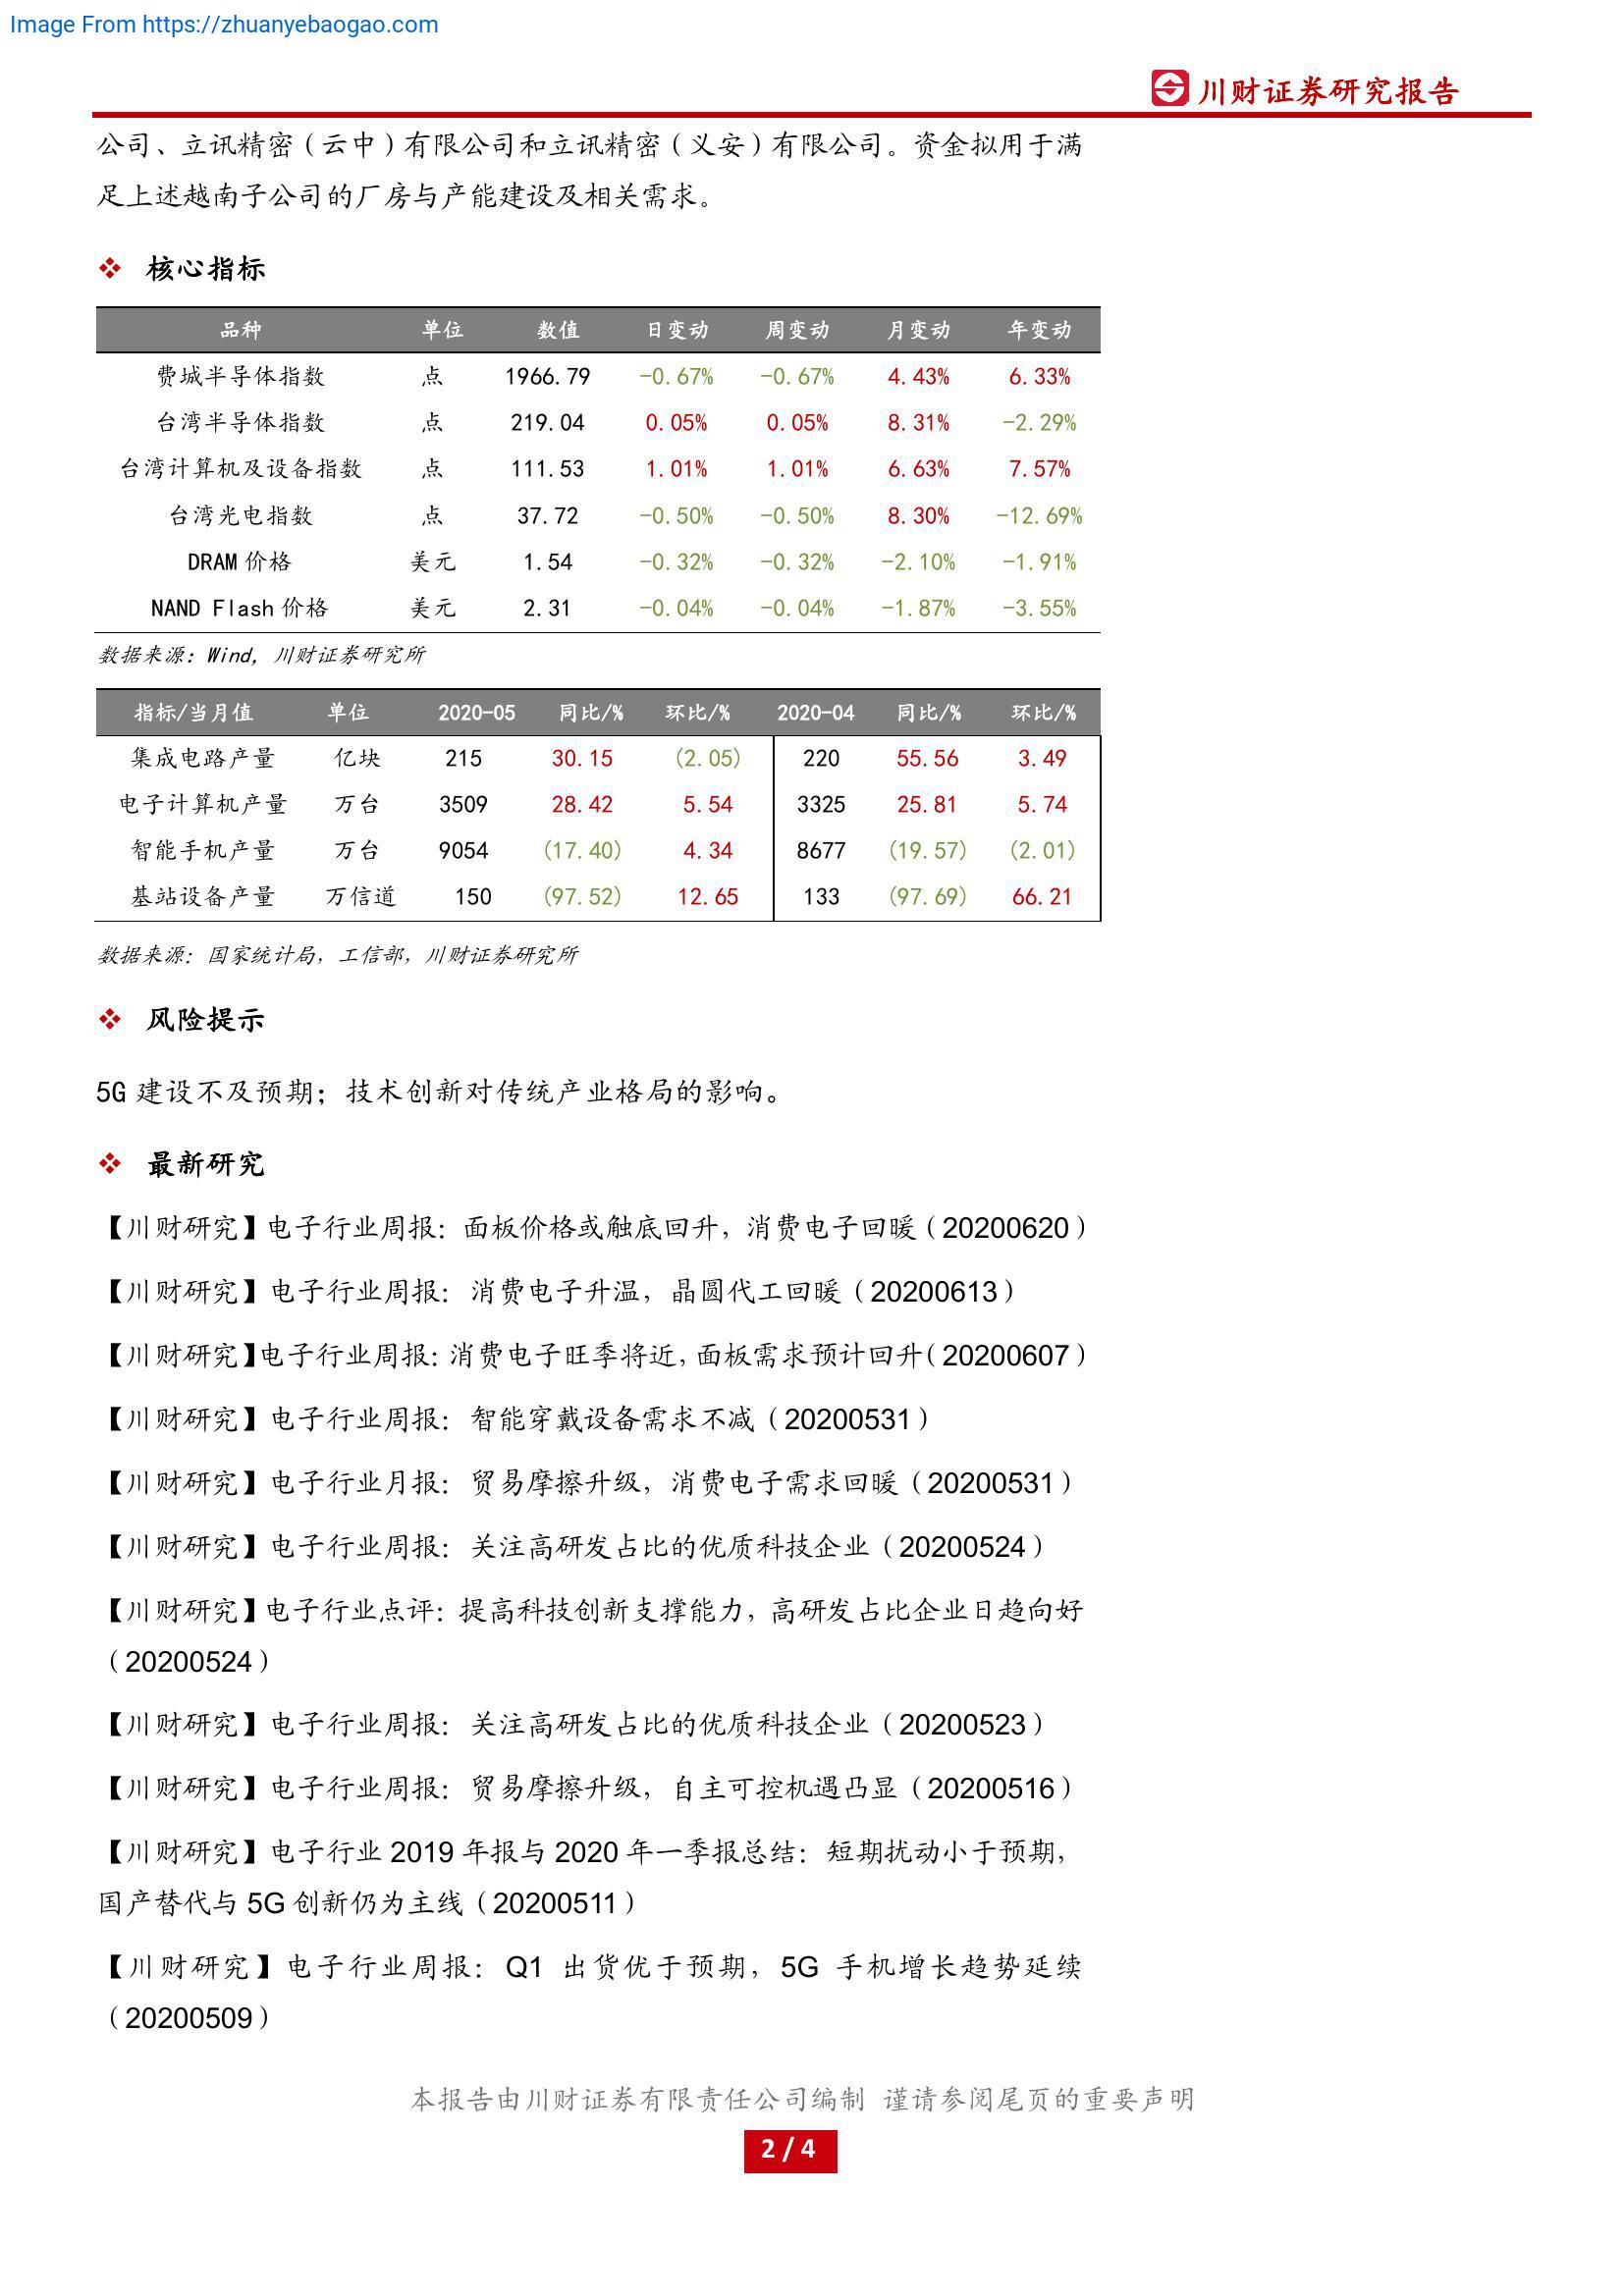 Image From https://zhuanyebaogao.com
川财证券研究报告
公司、立讯精密（云中）有限公司和立讯精密（义安）有限公司。资金拟用于满
足上述越南子公司的厂房与产能建设及相关需求。
❖ 核心指标
品种 单位 数值 日变动 周变动 月变动 年变动
费城半导体指数 点 1966.79 -0.67% -0.67% 4.43% 6.33%
台湾半导体指数 点 219.04 0.05% 0.05% 8.31% -2.29%
台湾计算机及设备指数 点 111.53 1.01% 1.01% 6.63% 7.57%
台湾光电指数 点 37.72 -0.50% -0.50% 8.30% -12.69%
DRAM 价格 美元 1.54 -0.32% -0.32% -2.10% -1.91%
NAND Flash 价格 美元 2.31 -0.04% -0.04% -1.87% -3.55%
数据来源：Wind，川财证券研究所
指标/当月值 单位 2020-05 同比/% 环比/% 2020-04 同比/% 环比/%
集成电路产量 亿块 215 30.15 (2.05) 220 55.56 3.49
电子计算机产量 万台 3509 28.42 5.54 3325 25.81 5.74
智能手机产量 万台 9054 (17.40) 4.34 8677 (19.57) (2.01)
基站设备产量 万信道 150 (97.52) 12.65 133 (97.69) 66.21
数据来源：国家统计局，工信部，川财证券研究所
❖ 风险提示
5G 建设不及预期；技术创新对传统产业格局的影响。
❖ 最新研究
【川财研究】电子行业周报：面板价格或触底回升，消费电子回暖（20200620）
【川财研究】电子行业周报：消费电子升温，晶圆代工回暖（20200613）
【川财研究】电子行业周报：消费电子旺季将近，面板需求预计回升（20200607）
【川财研究】电子行业周报：智能穿戴设备需求不减（20200531）
【川财研究】电子行业月报：贸易摩擦升级，消费电子需求回暖（20200531）
【川财研究】电子行业周报：关注高研发占比的优质科技企业（20200524）
【川财研究】电子行业点评：提高科技创新支撑能力，高研发占比企业日趋向好
（20200524）
【川财研究】电子行业周报：关注高研发占比的优质科技企业（20200523）
【川财研究】电子行业周报：贸易摩擦升级，自主可控机遇凸显（20200516）
【川财研究】电子行业 2019 年报与 2020 年一季报总结：短期扰动小于预期，
国产替代与 5G 创新仍为主线（20200511）
【川财研究】电子行业周报：Q1 出货优于预期，5G 手机增长趋势延续
（20200509）
本报告由川财证券有限责任公司编制 谨请参阅尾页的重要声明
2 / 4